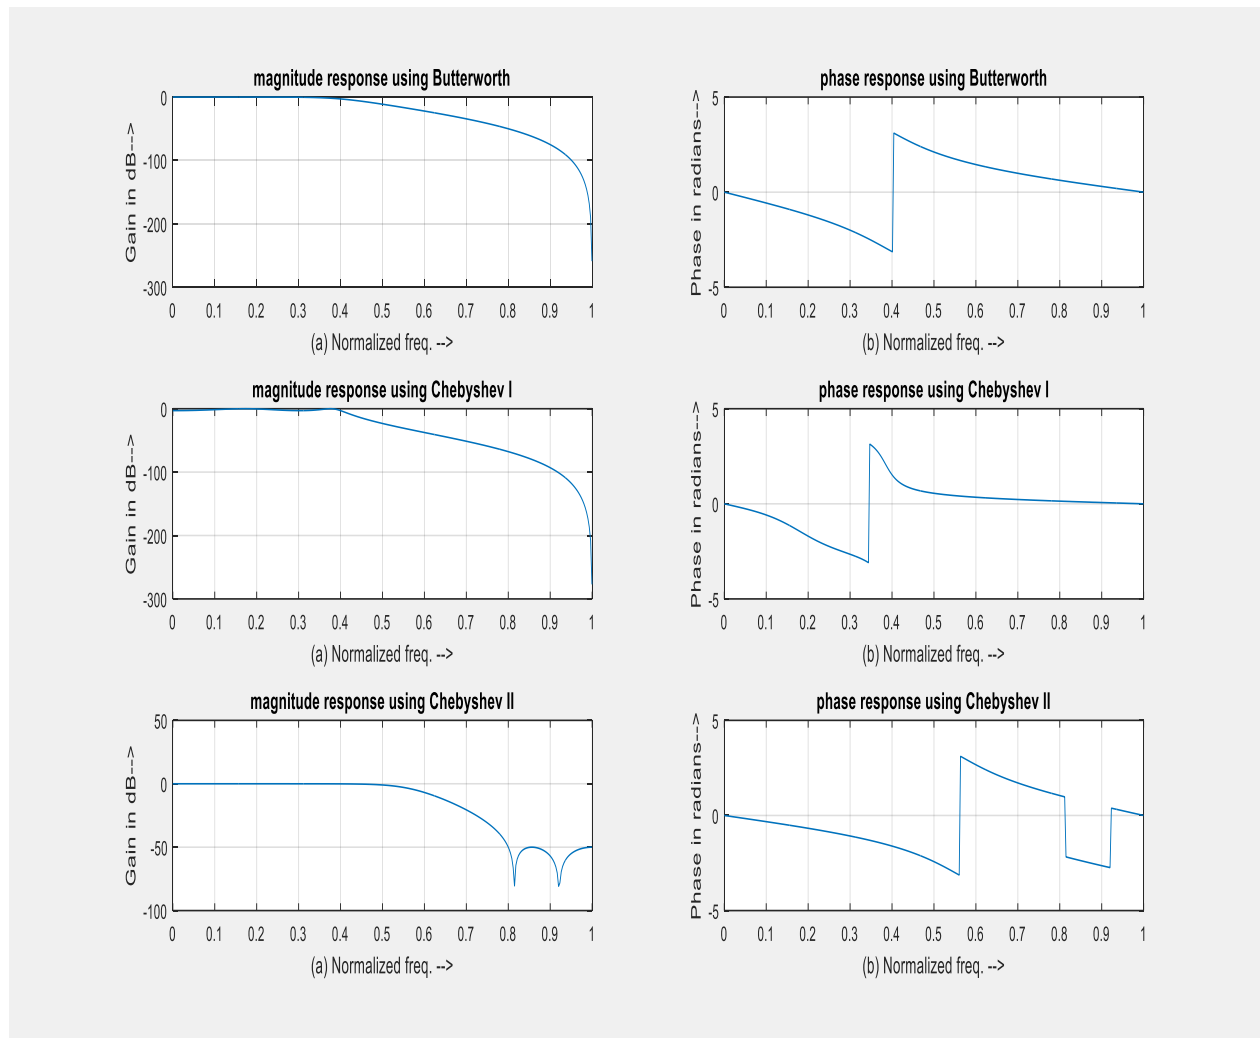 magnitude response using Butterworth
Gain in dB-->
0
-100
-200
-300
0 0.1 0.2 0.3 0.4 0.5 0.6 0.7 0.8 0.9 1
(a) Normalized freq. -->
phase response using Butterworth
Phase in radians-->
5
0
-5
0 0.1 0.2 0.3 0.4 0.5 0.6 0.7 0.8 0.9 1
(b) Normalized freq. -->
magnitude response using Chebyshev I
Gain in dB-->
0
-100
-200
-300
0 0.1 0.2 0.3 0.4 0.5 0.6 0.7 0.8 0.9 1
(a) Normalized freq. -->
phase response using Chebyshev I
Phase in radians-->
5
0
-5
0 0.1 0.2 0.3 0.4 0.5 0.6 0.7 0.8 0.9 1
(b) Normalized freq. -->
magnitude response using Chebyshev II
Gain in dB-->
50
0
-50
-100
0 0.1 0.2 0.3 0.4 0.5 0.6 0.7 0.8 0.9 1
(a) Normalized freq. -->
phase response using Chebyshev II
Phase in radians-->
5
0
-5
0 0.1 0.2 0.3 0.4 0.5 0.6 0.7 0.8 0.9 1
(b) Normalized freq. -->